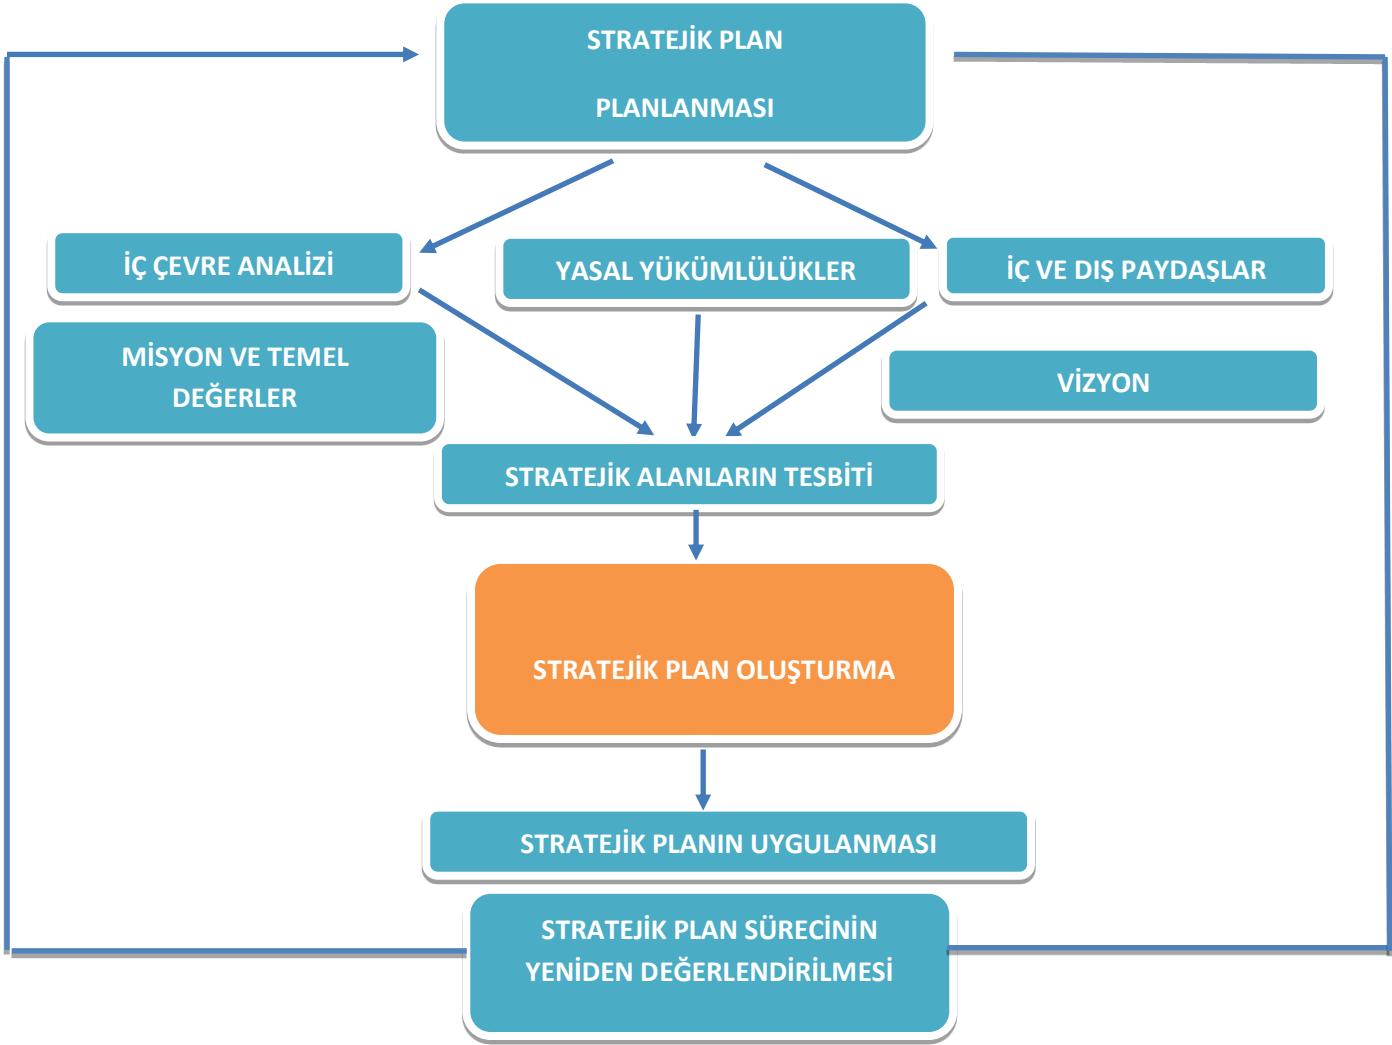 STRATEJİK PLAN
PLANLANMASI
İÇ ÇEVRE ANALİZİ
YASAL YÜKÜMLÜLÜKLER
İÇ VE DIŞ PAYDAŞLAR
MİSYON VE TEMEL
DEĞERLER
VİZYON
STRATEJİK ALANLARIN TESBİTİ
STRATEJİK PLAN OLUŞTURMA
STRATEJİK PLANIN UYGULANMASI
STRATEJİK PLAN SÜRECİNİN
YENİDEN DEĞERLENDİRİLMESİ